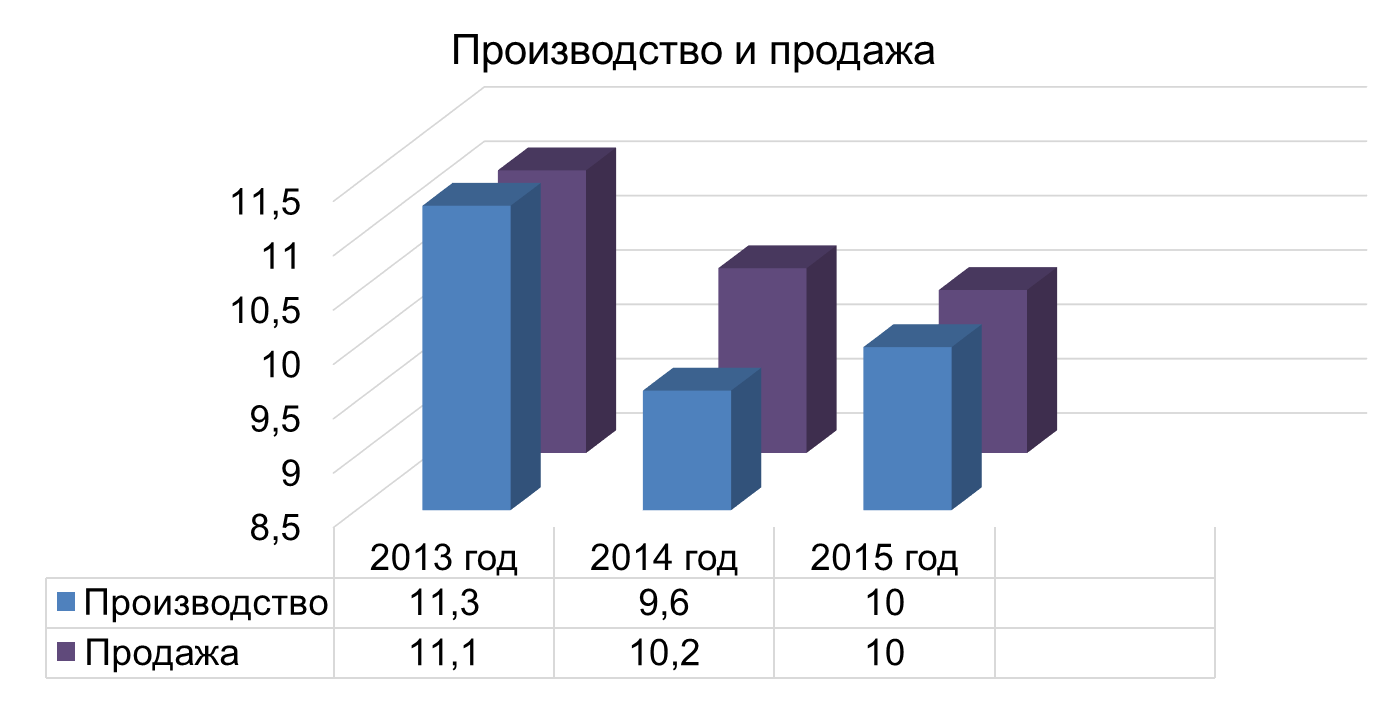 Производство и продажа
11,5
11
10,5
10
9,5
9
8,5
2013 год 2014 год 2015 год
Производство 11,3 9,6 10
Продажа 11,1 10,2 10